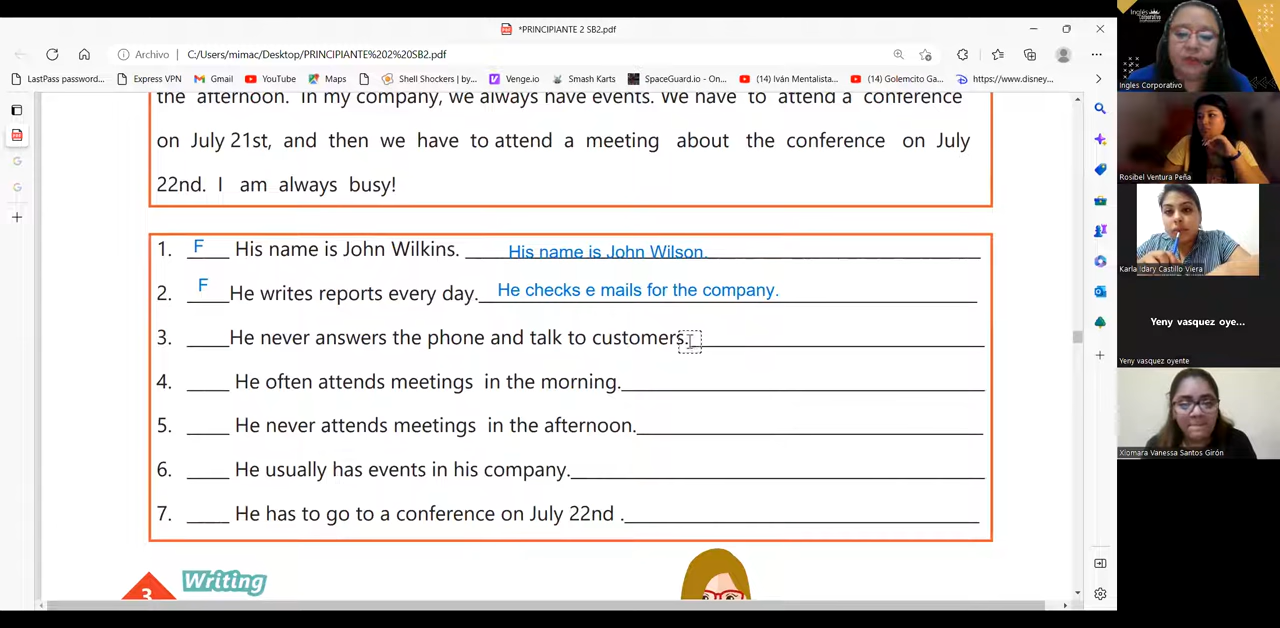 *PRINCIPIANTE 2 SB2.pdf
Archivo | C:/Users/mimac/Desktop/PRINCIPIANTE%202%20SB2.pdf
LastPass password... Express VPN Gmail YouTube Maps Shell Shockers | by... Venge.io Smash Karts SpaceGuard.io - On... (14) Iván Mentalista... (14) Golemcito Ga... https://www.disney...
the afternoon. In my company, we always have events. We have to attend a conference
on July 21st, and then we have to attend a meeting about the conference on July
22nd. I am always busy!
1. F His name is John Wilkins. His name is John Wilson.
2. F He writes reports every day. He checks e mails for the company.
3. ____He never answers the phone and talk to customers.
4. ____ He often attends meetings in the morning.
5. ____ He never attends meetings in the afternoon.
6. ____ He usually has events in his company.
7. ____ He has to go to a conference on July 22nd .
3 Writing
Inglés
Corporativo
Ingles Corporativo
Rosibel Ventura Peña
Karla Idary Castillo Viera
Yeny vasquez oye...
Yeny vasquez oyente
Xiomara Vanessa Santos Girón